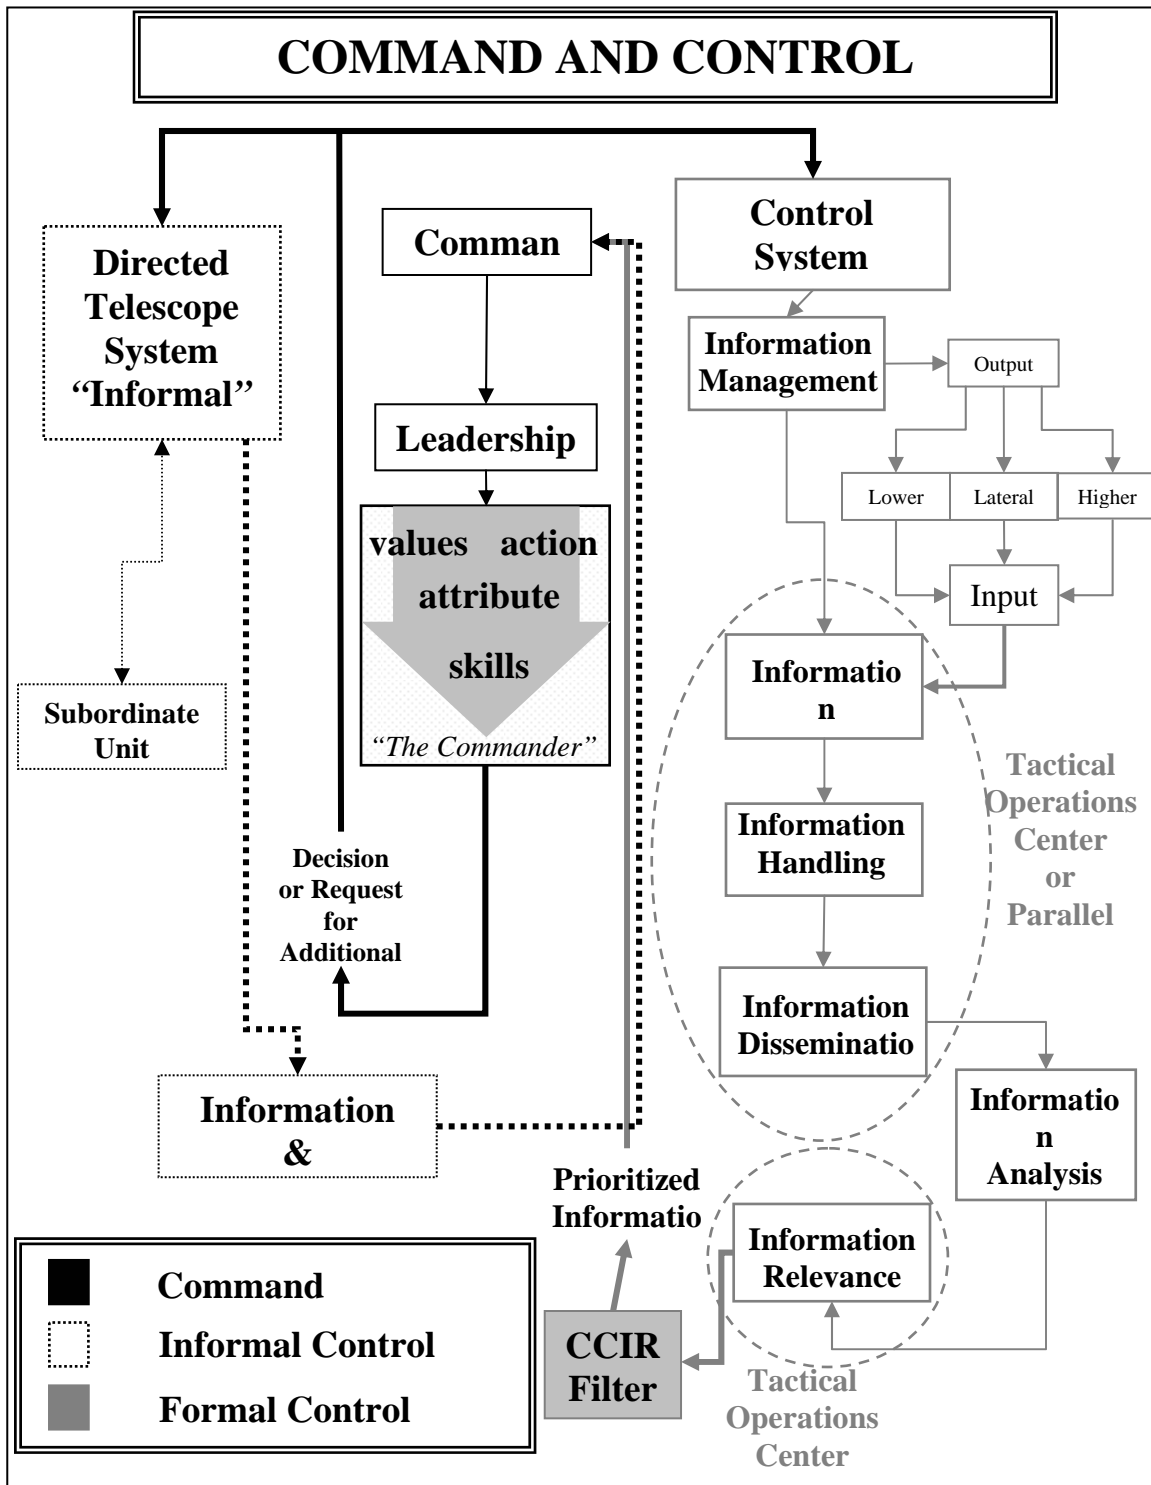 COMMAND AND CONTROL
Directed
Telescope
System
“Informal”
Subordinate
Unit
Comman
Leadership
values action
attribute
skills
“The Commander”
Decision
or Request
for
Additional
Information
&
Control
System
Information
Management
Output
Lower
Lateral
Higher
Input
Informatio
n
Information
Handling
Information
Disseminatio
Tactical
Operations
Center
or
Parallel
Informatio
n
Analysis
Information
Relevance
Tactical
Operations
Center
CCIR
Filter
Prioritized
Informatio
Command
Informal Control
Formal Control